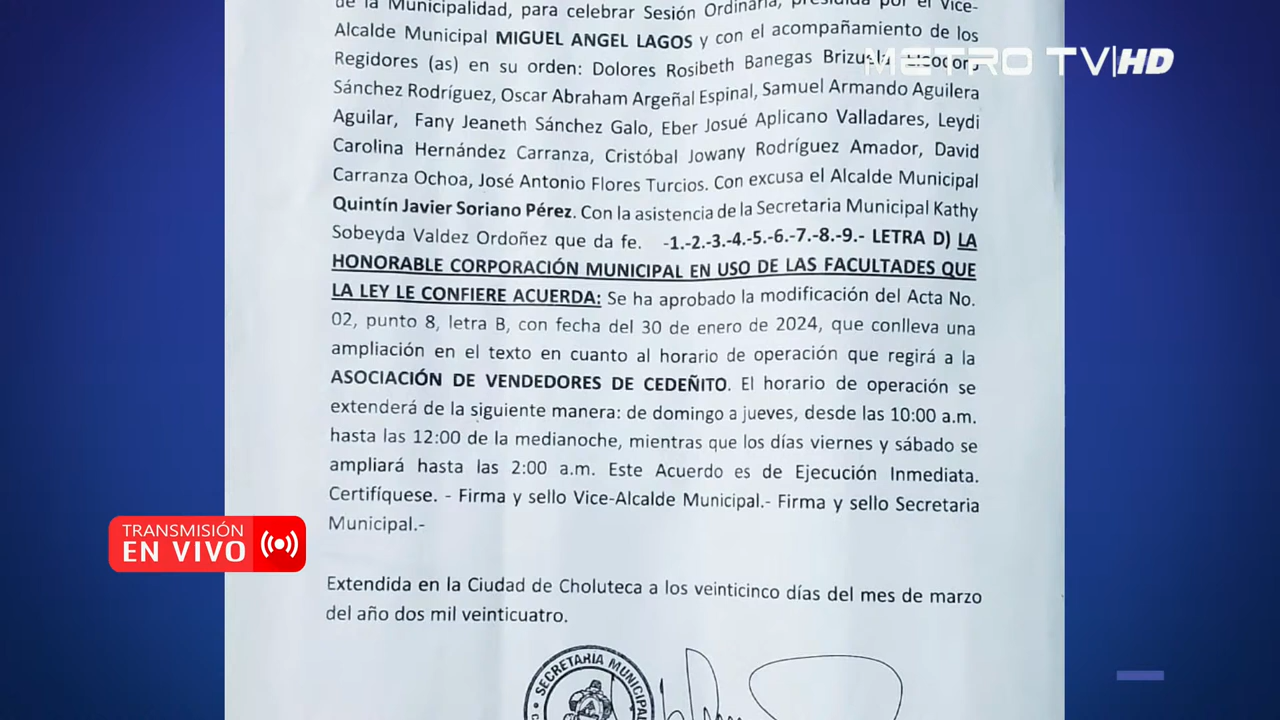 de la Municipalidad, para celebrar Sesión Ordinaria, presidida por el Vice-
Alcalde Municipal MIGUEL ANGEL LAGOS y con el acompañamiento de los
Regidores (as) en su orden: Dolores Rosibeth Banegas Brizuela
METRO TV|HD
Sánchez Rodríguez, Oscar Abraham Argeñal Espinal, Samuel Armando Aguilera
Aguilar, Fany Jeaneth Sánchez Galo, Eber Josué Aplicano Valladares, Leydi
Carolina Hernández Carranza, Cristóbal Jowany Rodríguez Amador, David
Carranza Ochoa, José Antonio Flores Turcios. Con excusa el Alcalde Municipal
Quintín Javier Soriano Pérez. Con la asistencia de la Secretaria Municipal Kathy
Sobeyda Valdez Ordoñez que da fe. -1.-2.-3.-4.-5.-6.-7.-8.-9.- LETRA D) LA
HONORABLE CORPORACIÓN MUNICIPAL EN USO DE LAS FACULTADES QUE
LA LEY LE CONFIERE ACUERDA: Se ha aprobado la modificación del Acta No.
02, punto 8, letra B, con fecha del 30 de enero de 2024, que conlleva una
ampliación en el texto en cuanto al horario de operación que regirá a la
ASOCIACIÓN DE VENDEDORES DE CEDEÑITO. El horario de operación se
extenderá de la siguiente manera: de domingo a jueves, desde las 10:00 a.m.
hasta las 12:00 de la medianoche, mientras que los días viernes y sábado se
ampliará hasta las 2:00 a.m. Este Acuerdo es de Ejecución Inmediata.
Certifíquese. - Firma y sello Vice-Alcalde Municipal.- Firma y sello Secretaria
Municipal.-
TRANSMISIÓN
EN VIVO
Extendida en la Ciudad de Choluteca a los veinticinco días del mes de marzo
del año dos mil veinticuatro.
SECRETARIA MUNICIPAL